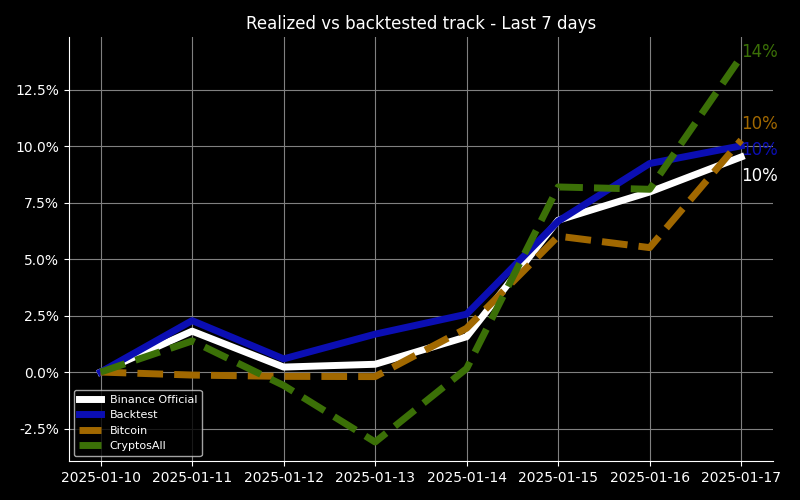 Realized vs backtested track - Last 7 days
14%
12.5%
10%
10.0%
10%
10%
7.5%
5.0%
2.5%
0.0%
-2.5%
Binance Official
Backtest
Bitcoin
CryptosAll
2025-01-10 2025-01-11 2025-01-12 2025-01-13 2025-01-14 2025-01-15 2025-01-16 2025-01-17